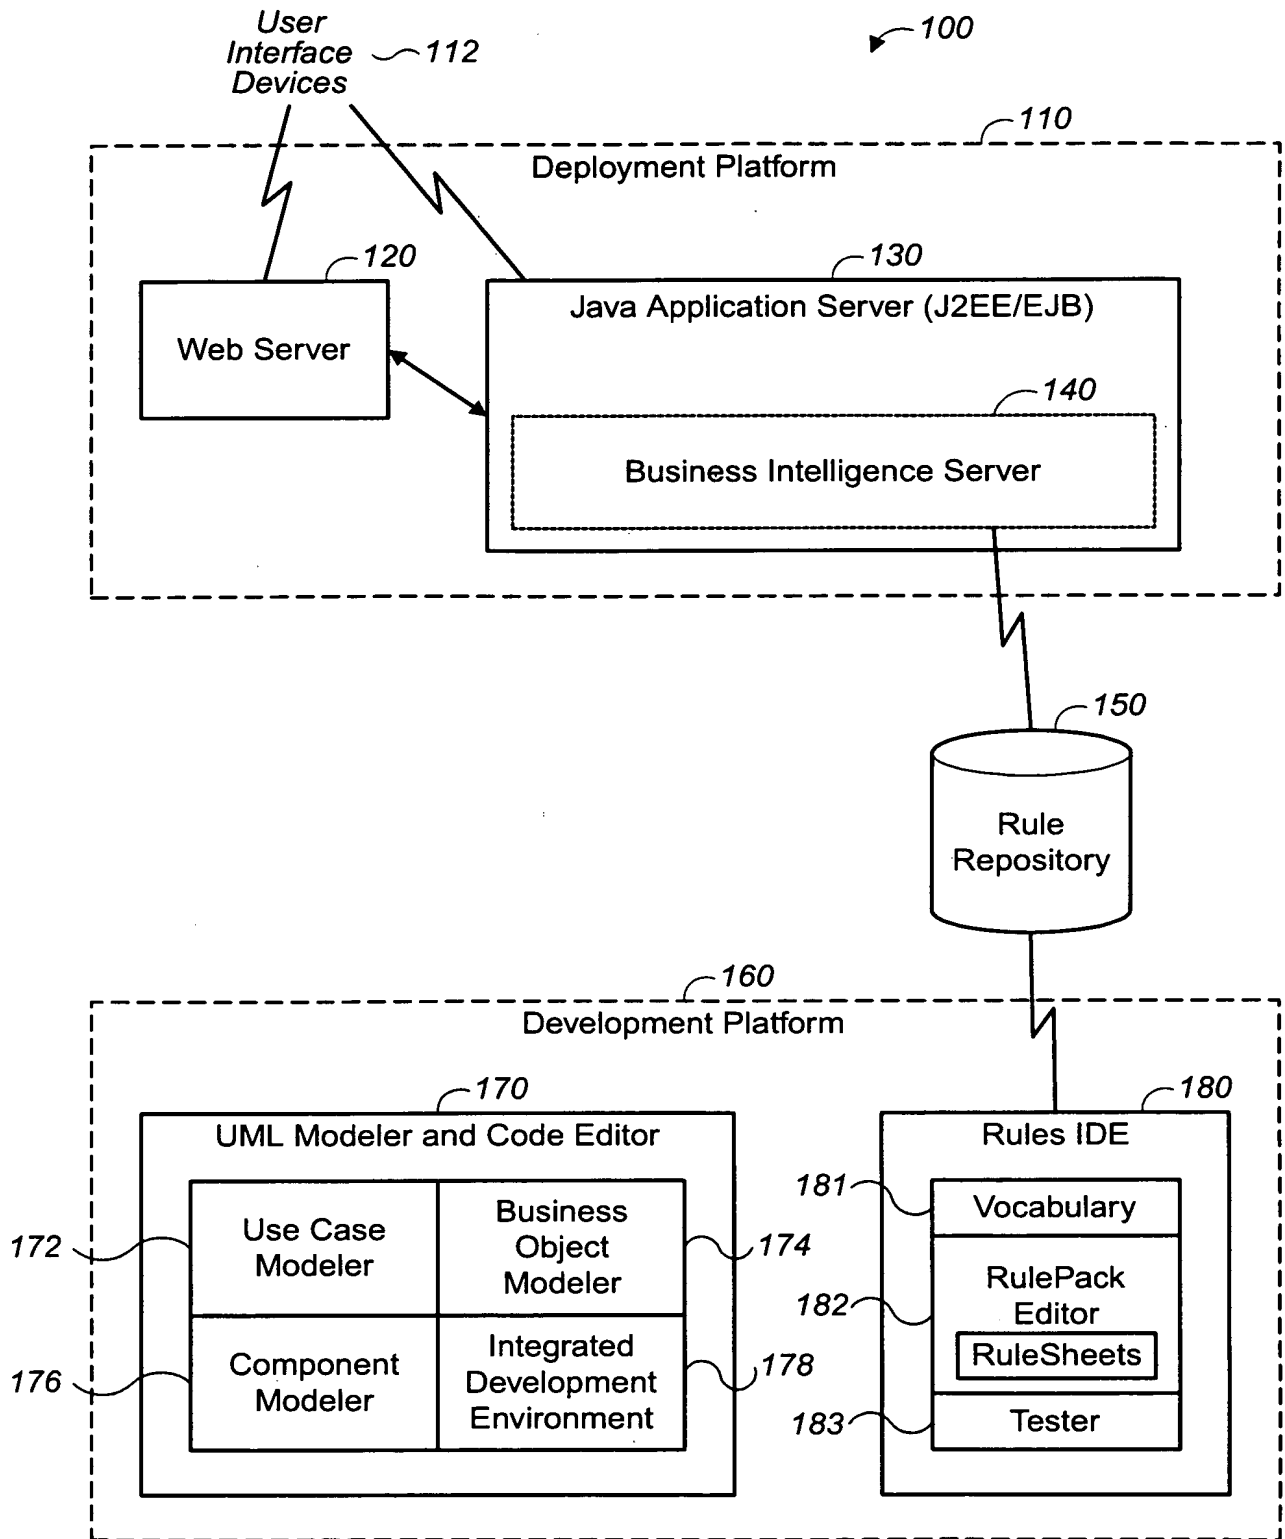 User
Interface
Devices
112
100
110
Deployment Platform
120
130
Web Server
Java Application Server (J2EE/EJB)
140
Business Intelligence Server
150
Rule
Repository
160
Development Platform
170
180
UML Modeler and Code Editor
Rules IDE
172
Use Case
Modeler
Business
Object
Modeler
174
176
Component
Modeler
Integrated
Development
Environment
178
181
Vocabulary
182
RulePack
Editor
RuleSheets
183
Tester